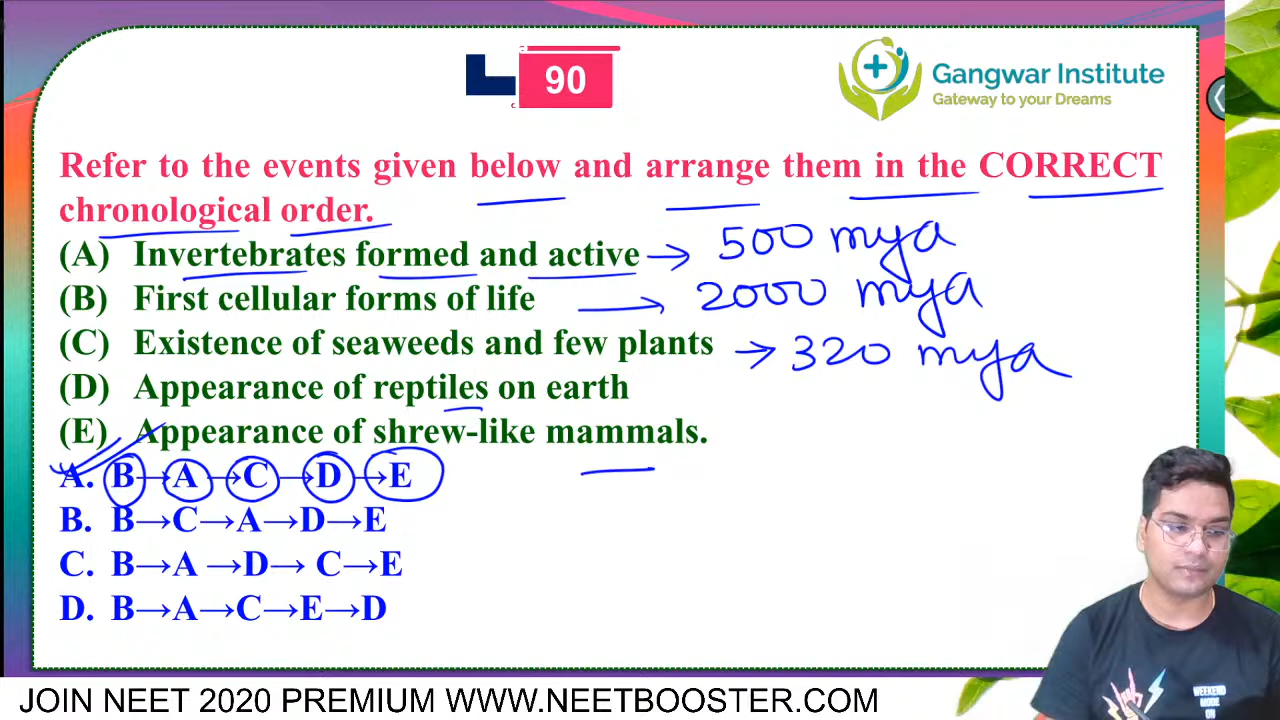 90
Gangwar Institute
Gateway to your Dreams
Refer to the events given below and arrange them in the CORRECT
chronological order.
(A) Invertebrates formed and active → 500 mya
(B) First cellular forms of life → 2000 mya
(C) Existence of seaweeds and few plants → 320 mya
(D) Appearance of reptiles on earth
(E) Appearance of shrew-like mammals.
A. B→A→C→D→E
B. B→C→A→D→E
C. B→A→D→ C→E
D. B→A→C→E→D
WEEKEND
MODE
ON
JOIN NEET 2020 PREMIUM WWW.NEETBOOSTER.COM